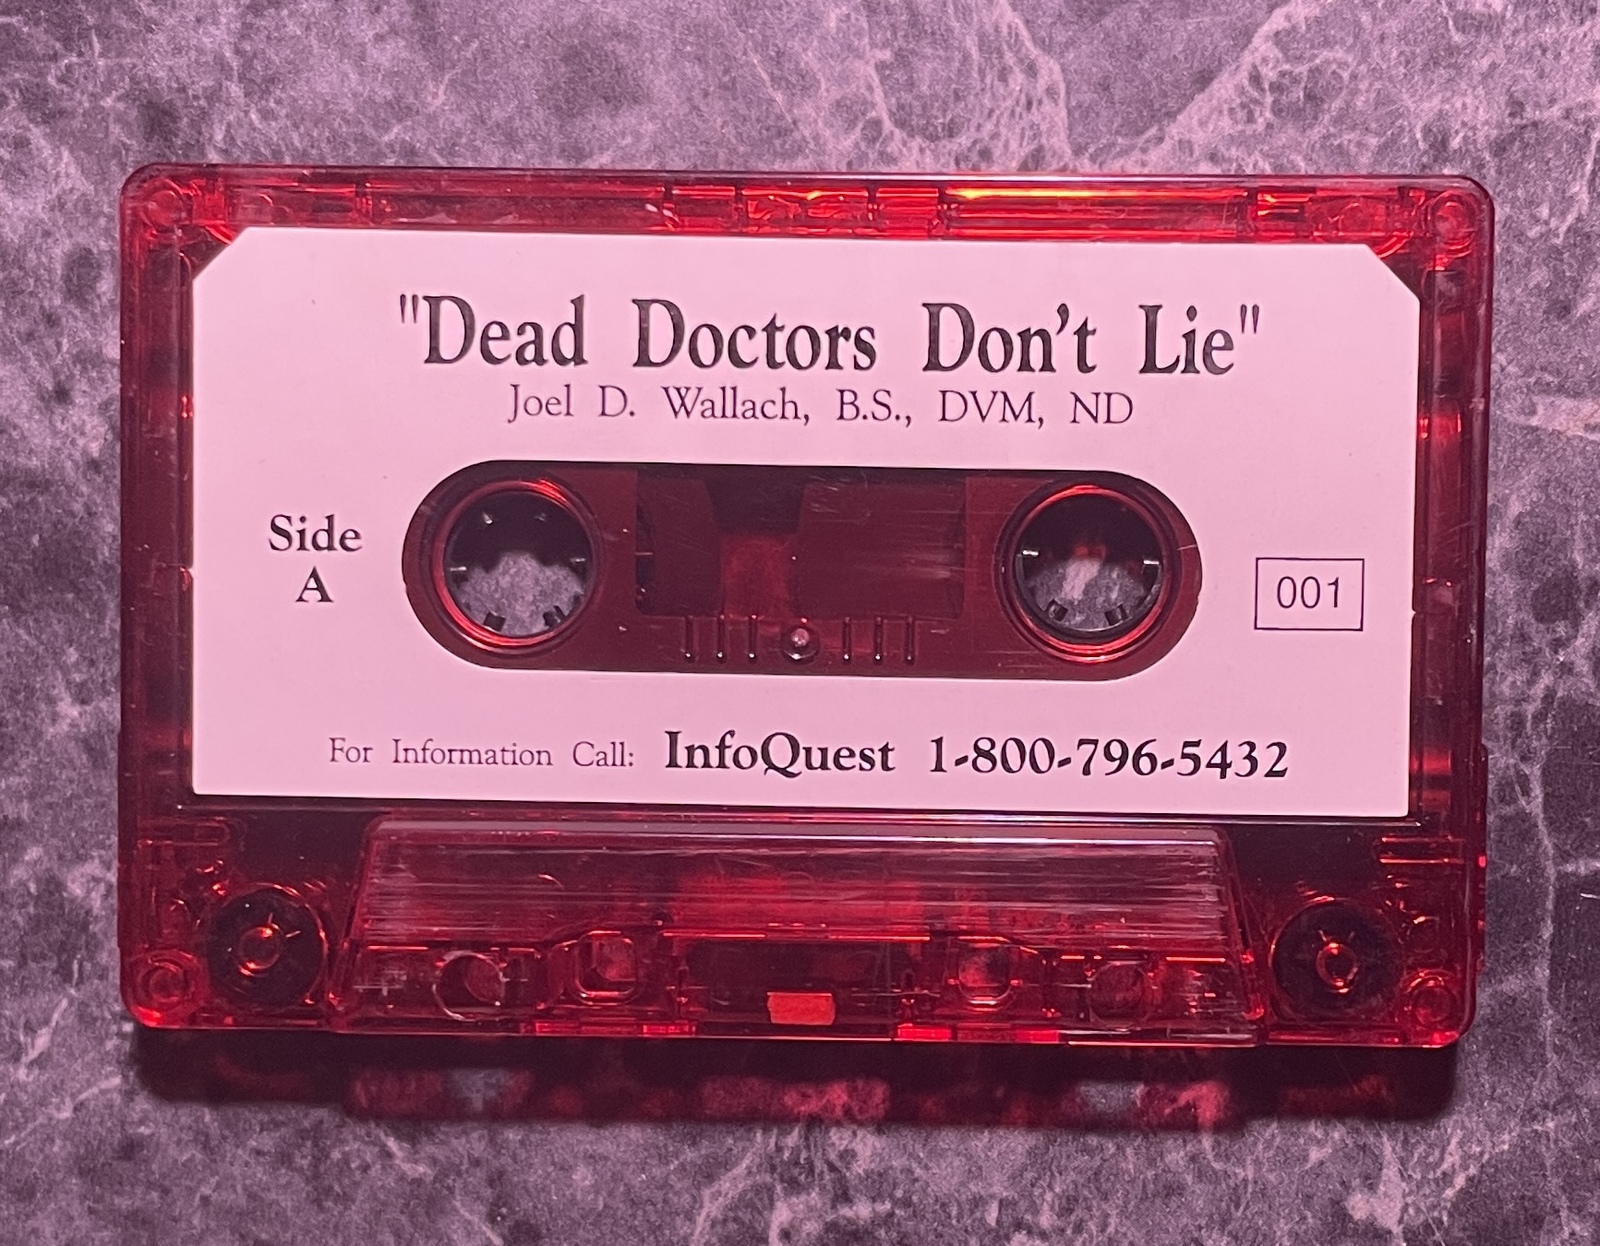 "Dead Doctors Don't Lie"
Joel D. Wallach, B.S., DVM, ND
Side
A
001
For Information Call: InfoQuest 1-800-796-5432